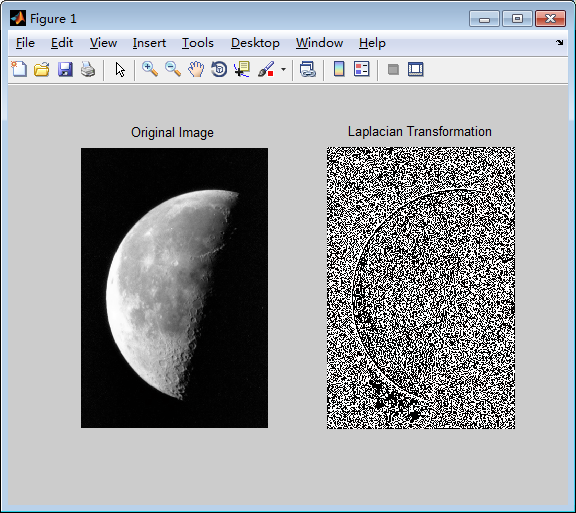 Figure 1
File Edit View Insert Tools Desktop Window Help
Original Image
Laplacian Transformation